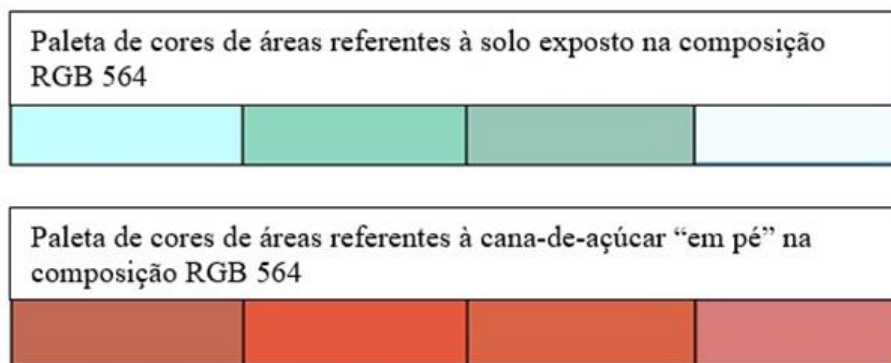 Paleta de cores de áreas referentes à solo exposto na composição
RGB 564
Paleta de cores de áreas referentes à cana-de-açúcar “em pé” na
composição RGB 564